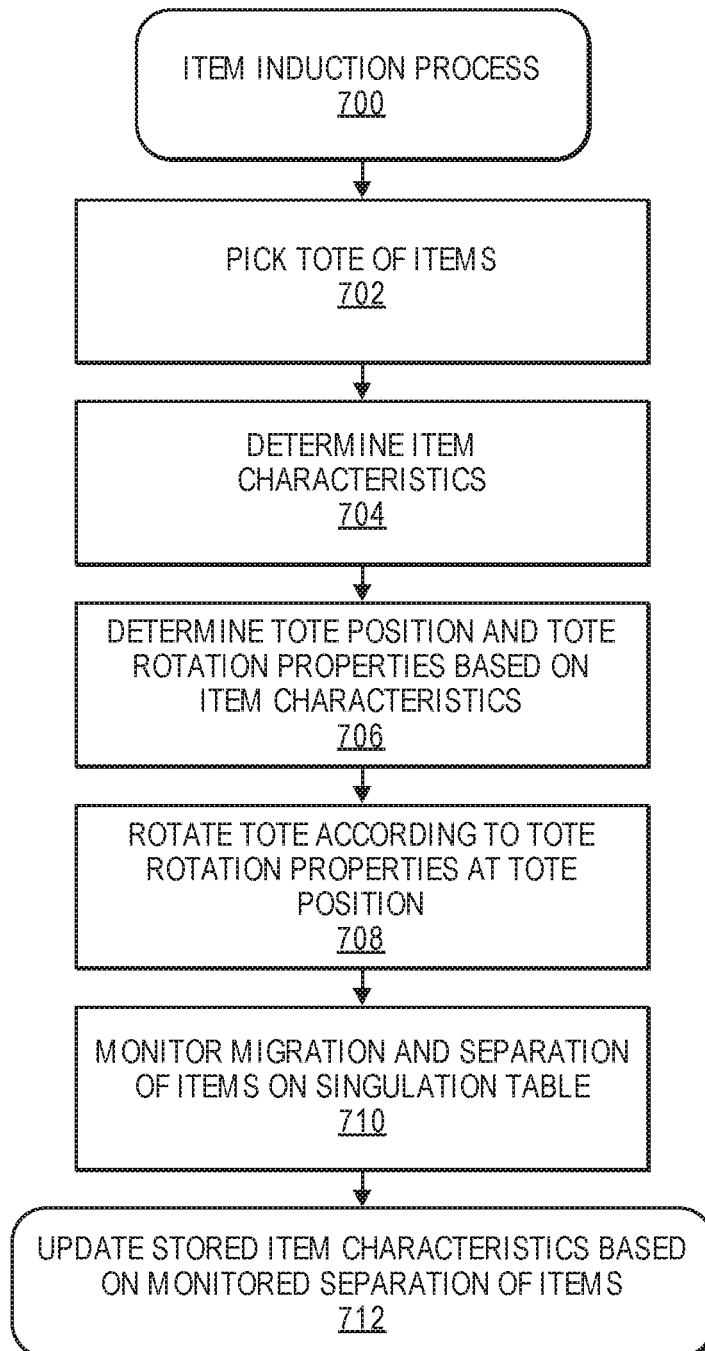 ITEM INDUCTION PROCESS
700
PICK TOTE OF ITEMS
702
DETERMINE ITEM
CHARACTERISTICS
704
DETERMINE TOTE POSITION AND TOTE
ROTATION PROPERTIES BASED ON
ITEM CHARACTERISTICS
706
ROTATE TOTE ACCORDING TO TOTE
ROTATION PROPERTIES AT TOTE
POSITION
708
MONITOR MIGRATION AND SEPARATION
OF ITEMS ON SINGULATION TABLE
710
UPDATE STORED ITEM CHARACTERISTICS BASED
ON MONITORED SEPARATION OF ITEMS
712